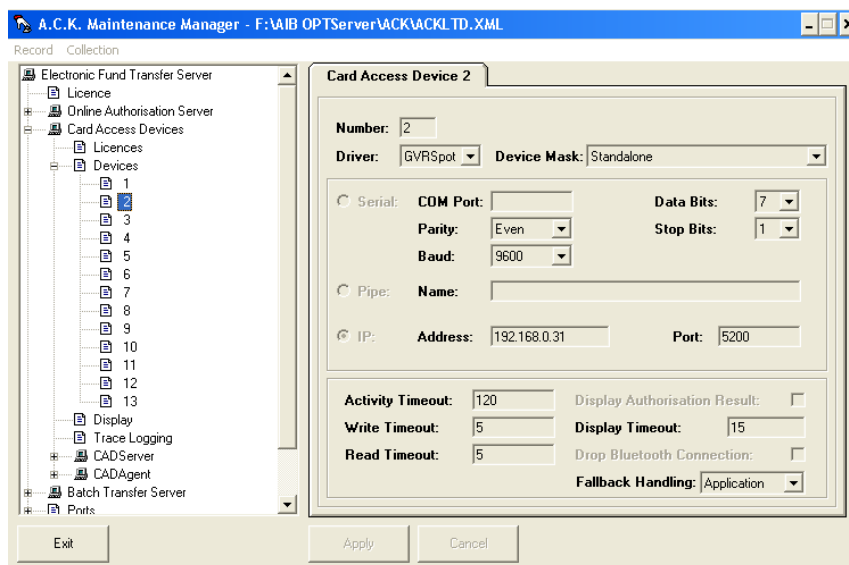 A.C.K. Maintenance Manager - F:\AIB OPTServer\ACK\ACKLTD.XML
Record Collection
Electronic Fund Transfer Server
Licence
Online Authorisation Server
Card Access Devices
Licences
Devices
1
2
3
4
5
6
7
8
9
10
11
12
13
Display
Trace Logging
CADServer
CADAgent
Batch Transfer Server
Ports
Card Access Device 2
Number: 2
Driver: GVRSpot Device Mask: Standalone
Serial: COM Port: Data Bits: 7
Parity: Even Stop Bits: 1
Baud: 9600
Pipe: Name:
IP: Address: 192.168.0.31 Port: 5200
Activity Timeout: 120 Display Authorisation Result:
Write Timeout: 5 Display Timeout: 15
Read Timeout: 5 Drop Bluetooth Connection:
Fallback Handling: Application
Exit Apply Cancel